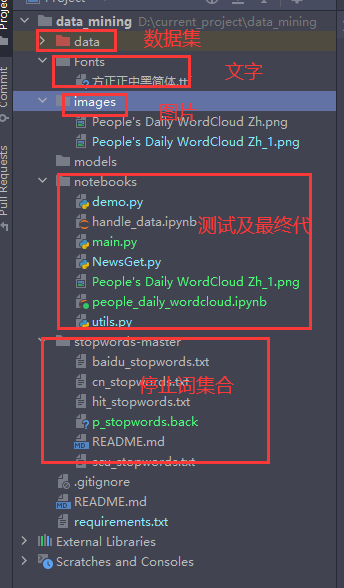 Project
data_mining D:\current_project\data_mining
data 数据集
Fonts 文字
方正正中黑简体.tt
images 图片
People's Daily WordCloud Zh.png
People's Daily WordCloud Zh_1.png
models
notebooks
demo.py
handle_data.ipynb 测试及最终代
main.py
NewsGet.py
People's Daily WordCloud Zh_1.png
people_daily_wordcloud.ipynb
utils.py
stopwords-master
baidu_stopwords.txt
cn_stopwords.txt 停止词集合
hit_stopwords.txt
p_stopwords.back
README.md
scu_stopwords.txt
.gitignore
README.md
requirements.txt
External Libraries
Scratches and Consoles
Commit
Pull Requests